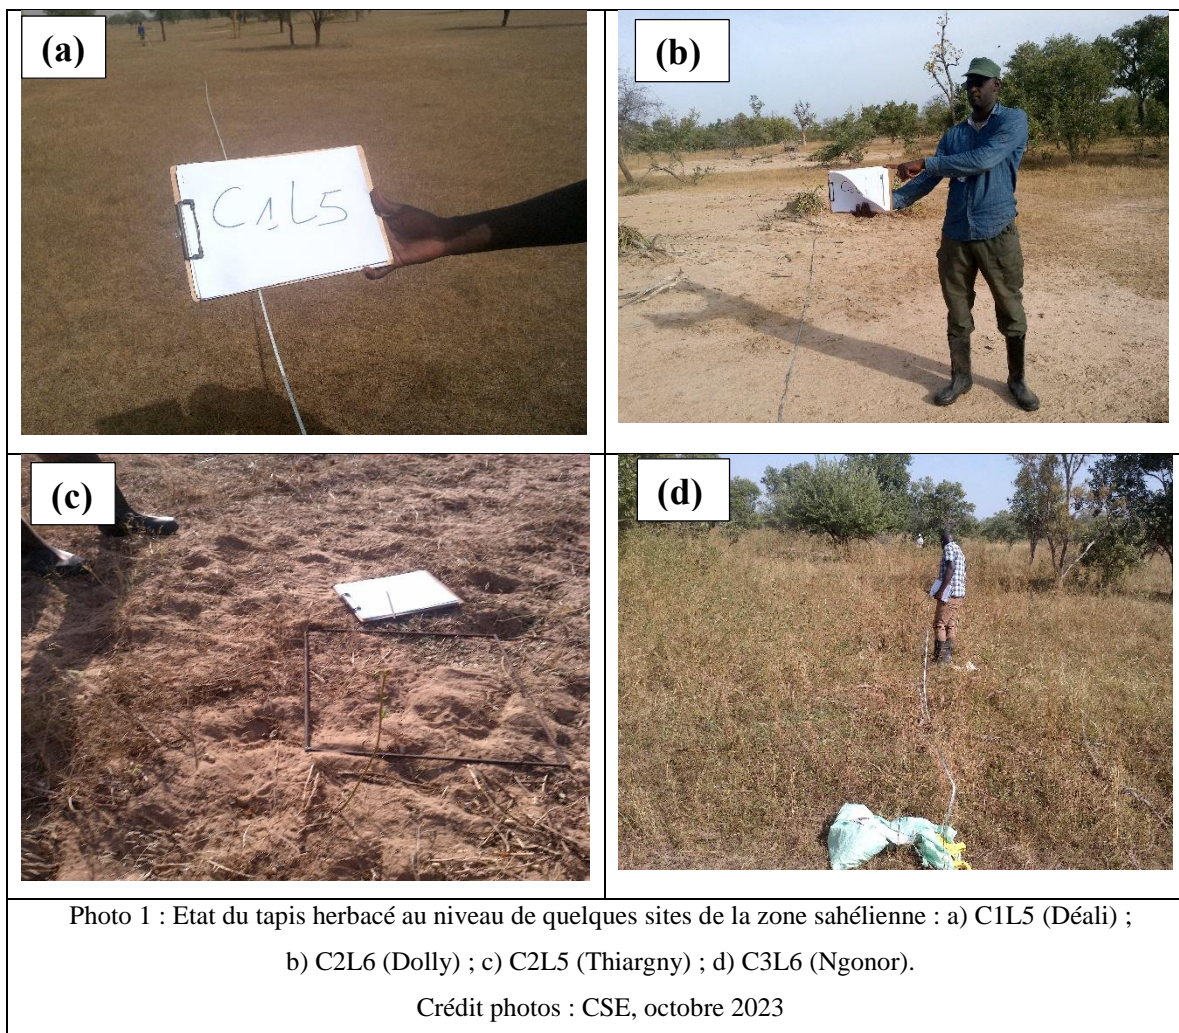 (a)
C1L5
(b)
(c)
(d)
Photo 1 : Etat du tapis herbacé au niveau de quelques sites de la zone sahélienne : a) C1L5 (Déali) ;
b) C2L6 (Dolly) ; c) C2L5 (Thiargny) ; d) C3L6 (Ngonor).
Crédit photos : CSE, octobre 2023